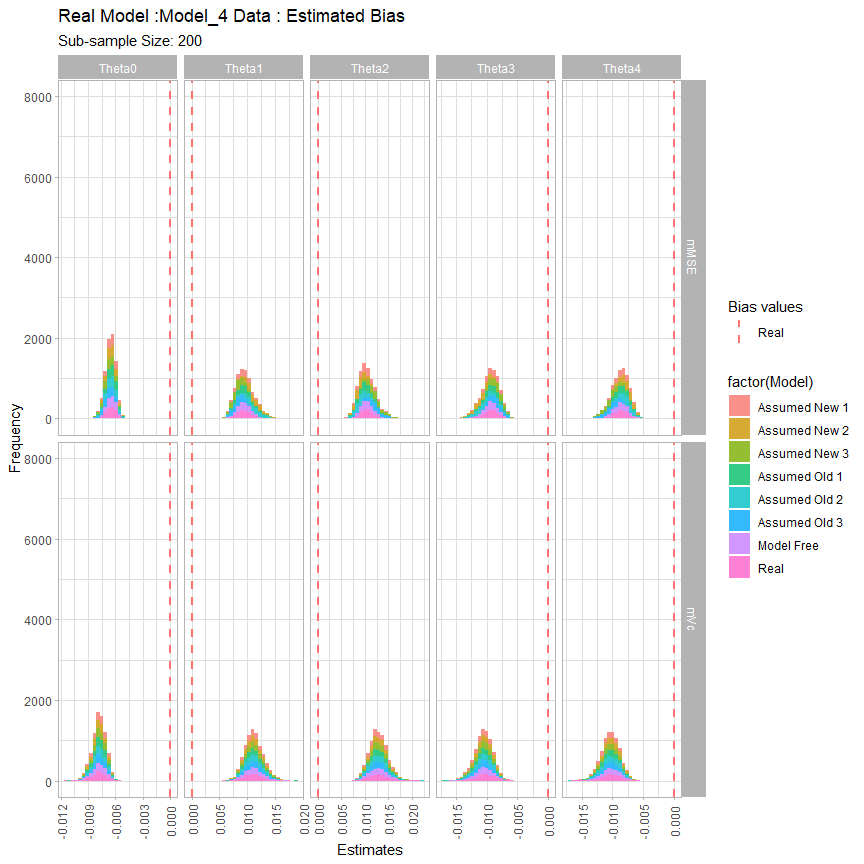 Real Model :Model_4 Data : Estimated Bias
Sub-sample Size: 200
Theta0 Theta1 Theta2 Theta3 Theta4
8000
6000
4000
2000
0
mMSE
8000
6000
4000
2000
0
mVc
Frequency
-0.012 -0.009 -0.006 -0.003 0.000 0.000 0.005 0.010 0.015 0.020 0.000 0.005 0.010 0.015 0.020 -0.015 -0.010 -0.005 0.000 -0.015 -0.010 -0.005 0.000
Estimates
Bias values
Real
factor(Model)
Assumed New 1
Assumed New 2
Assumed New 3
Assumed Old 1
Assumed Old 2
Assumed Old 3
Model Free
Real